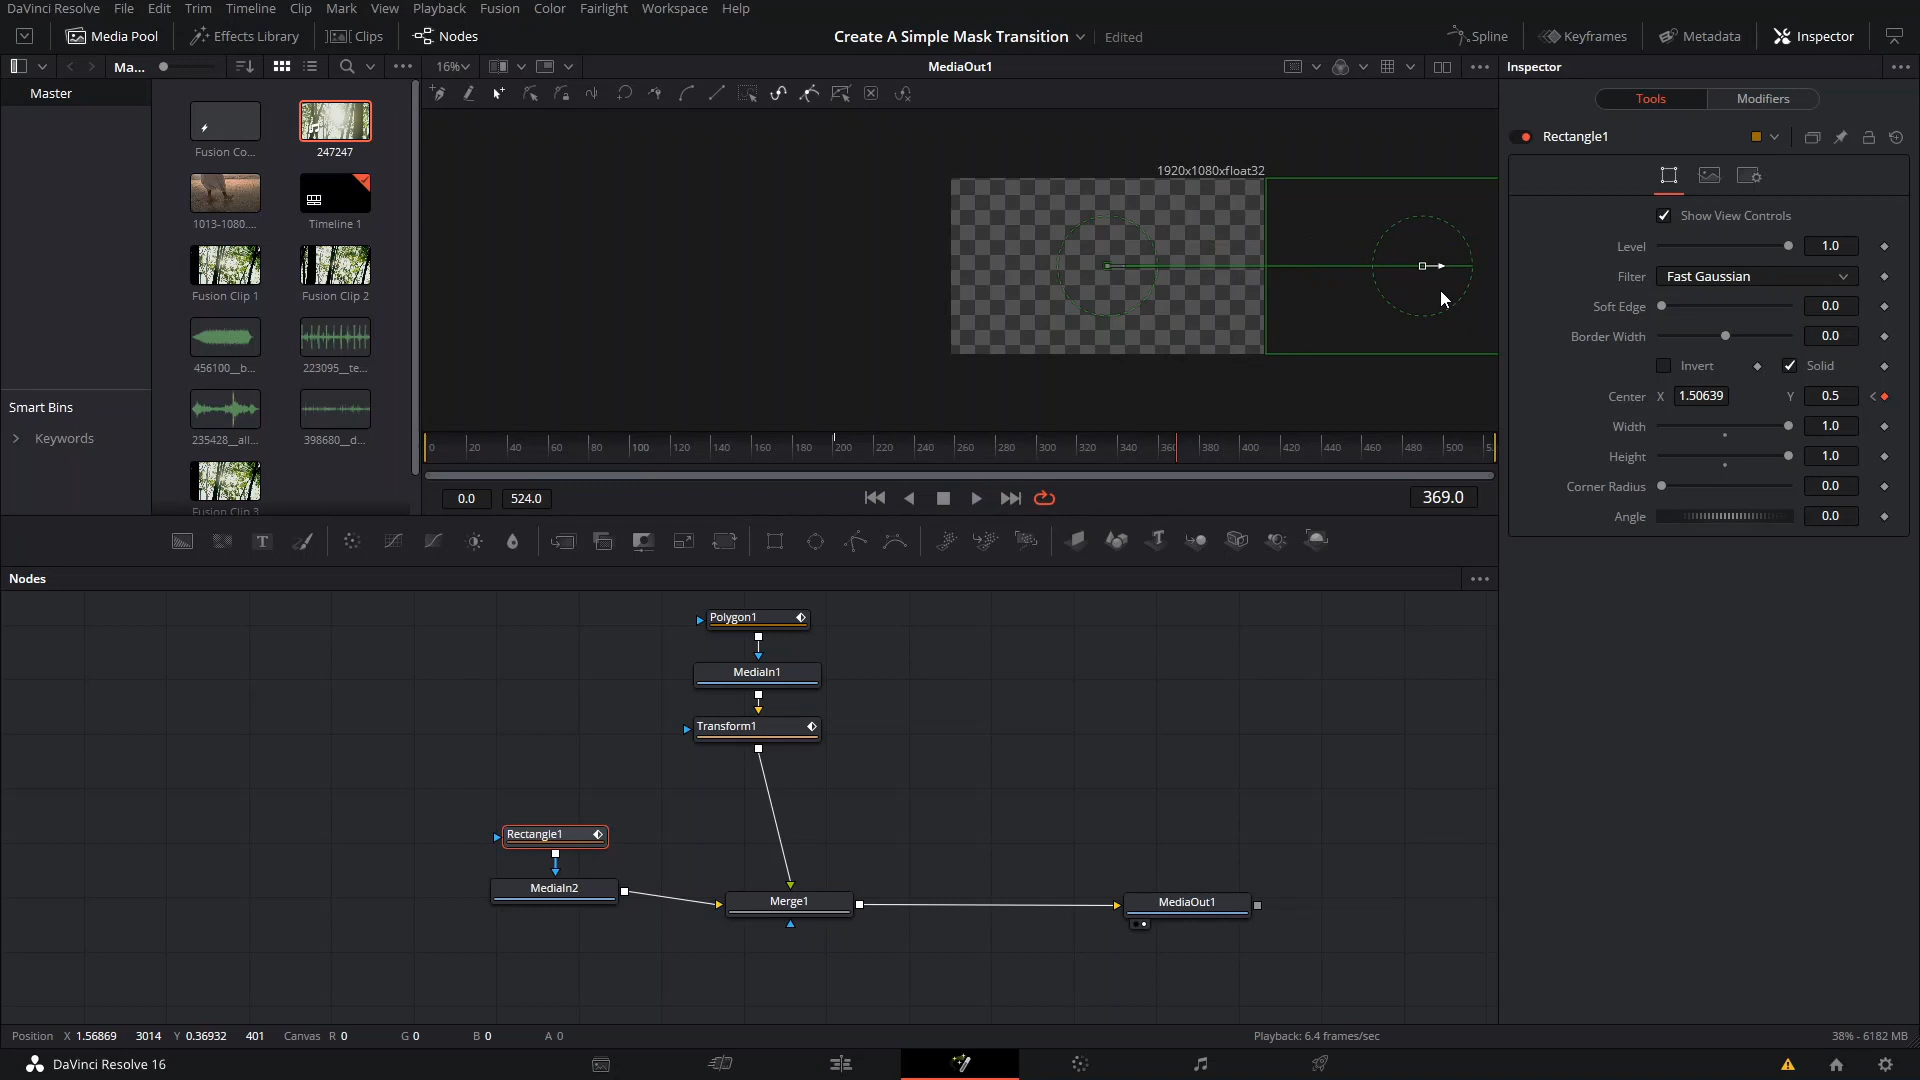 DaVinci Resolve File Edit Trim Timeline Clip Mark View Playback Fusion Color Fairlight Workspace Help
Media Pool Effects Library Clips Nodes Create A Simple Mask Transition Edited Spline Keyframes Metadata Inspector
Ma... 16% MediaOut1 Inspector
Master
Tools Modifiers
Fusion Co... 247247
Rectangle1
1013-1080.... Timeline 1
1920x1080xfloat32
Show View Controls
Level 1.0
Filter Fast Gaussian
Fusion Clip 1 Fusion Clip 2
Soft Edge 0.0
Border Width 0.0
456100__b... 223095__te...
Invert Solid
Center X 1.50639 Y 0.5
Smart Bins
Keywords
235428__all... 398680__d...
Width 1.0
0 20 40 60 80 100 120 140 160 180 200 220 240 260 280 300 320 340 380 400 420 440 460 480 500
Height 1.0
Fusion Clip 3
Corner Radius 0.0
0.0 524.0 369.0
Angle 0.0
Nodes
Polygon1
MediaIn1
Transform1
Rectangle1
MediaIn2
Merge1
MediaOut1
Position X 1.56869 3014 Y 0.36932 401 Canvas R 0 G 0 B 0 A 0 Playback: 6.4 frames/sec 38% - 6182 MB
DaVinci Resolve 16